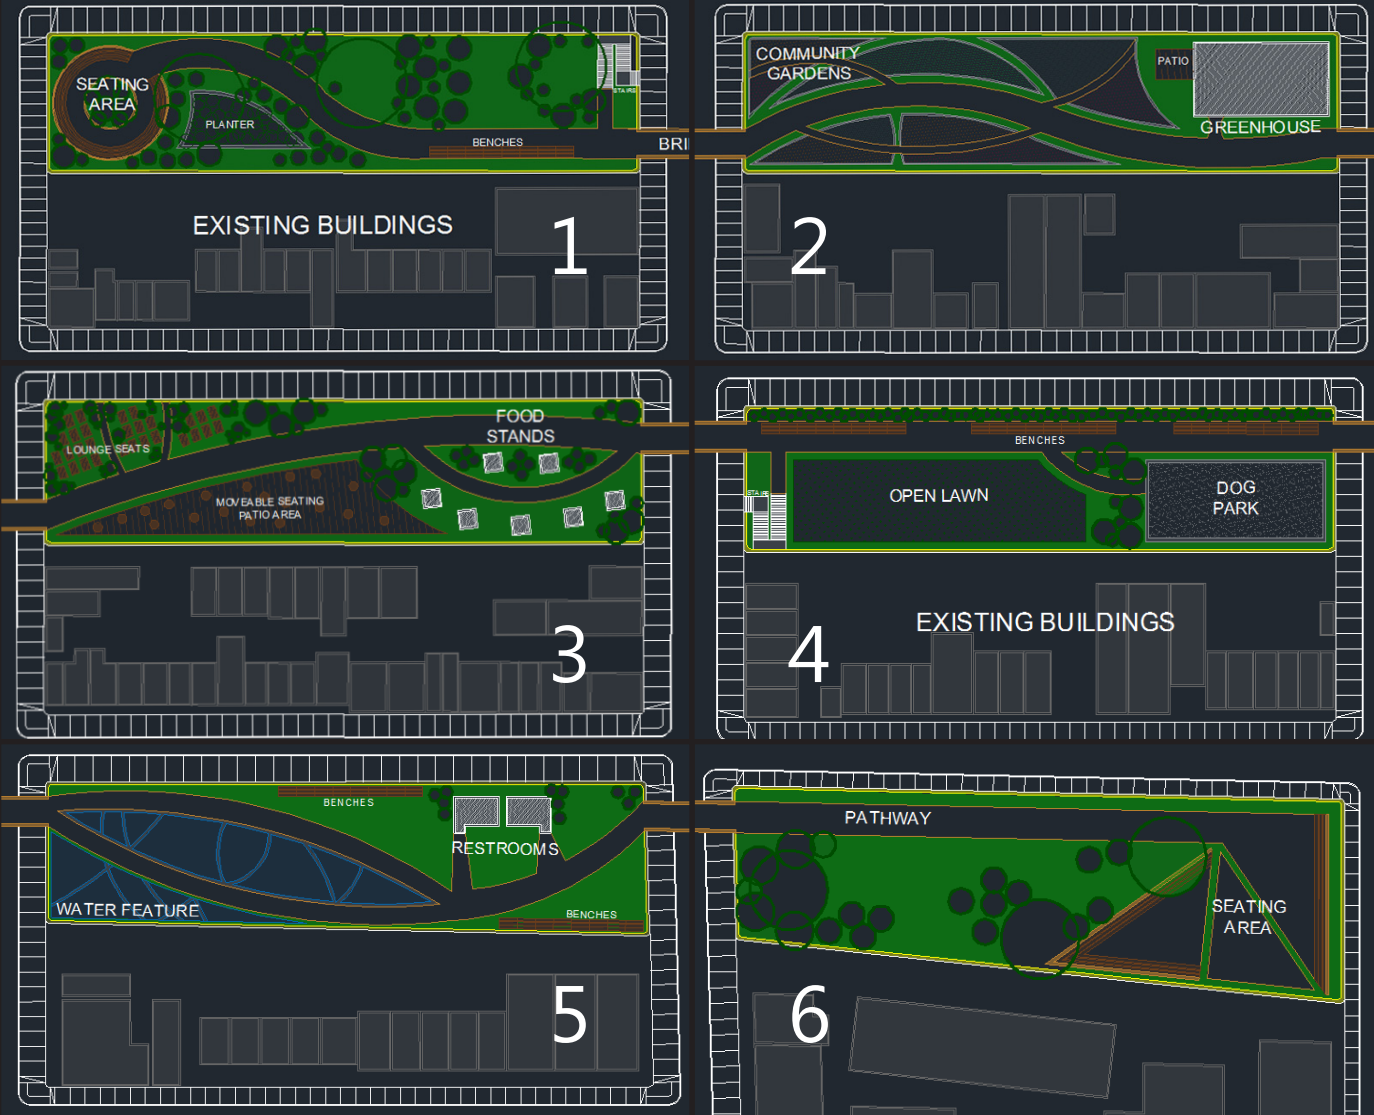 SEATING
AREA
PLANTER
STAIRS
BENCHES
BRI
EXISTING BUILDINGS
1
COMMUNITY
GARDENS
PATIO
GREENHOUSE
2
LOUNGE SEATS
FOOD
STANDS
MOVEABLE SEATING
PATIO AREA
3
BENCHES
STAIRS
OPEN LAWN
DOG
PARK
EXISTING BUILDINGS
4
BENCHES
RESTROOMS
WATER FEATURE
BENCHES
5
PATHWAY
SEATING
AREA
6